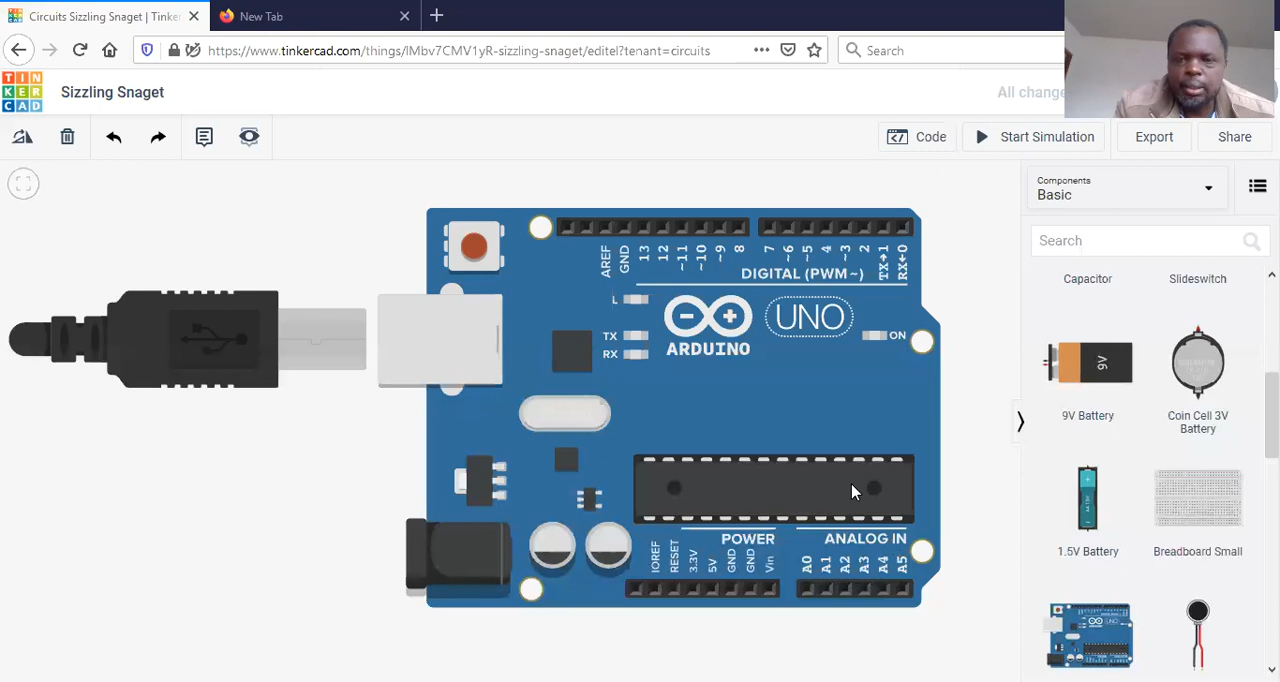 Circuits Sizzling Snaget | Tinker
New Tab
https://www.tinkercad.com/things/lMbv7CMV1yR-sizzling-snaget/editel?tenant=circuits
Search
TIN
KER
CAD
Sizzling Snaget
All change
Code
Start Simulation
Export
Share
Components
Basic
Search
Capacitor
Slideswitch
9V
9V Battery
Coin Cell 3V
Battery
1.5V Battery
Breadboard Small
AREF
GND
13
12
~11
~10
~9
8
7
~6
~5
4
~3
2
TX→1
RX←0
DIGITAL (PWM~)
L
TX
RX
ARDUINO
UNO
ON
POWER
ANALOG IN
IOREF
RESET
3.3V
5V
GND
GND
Vin
A0
A1
A2
A3
A4
A5